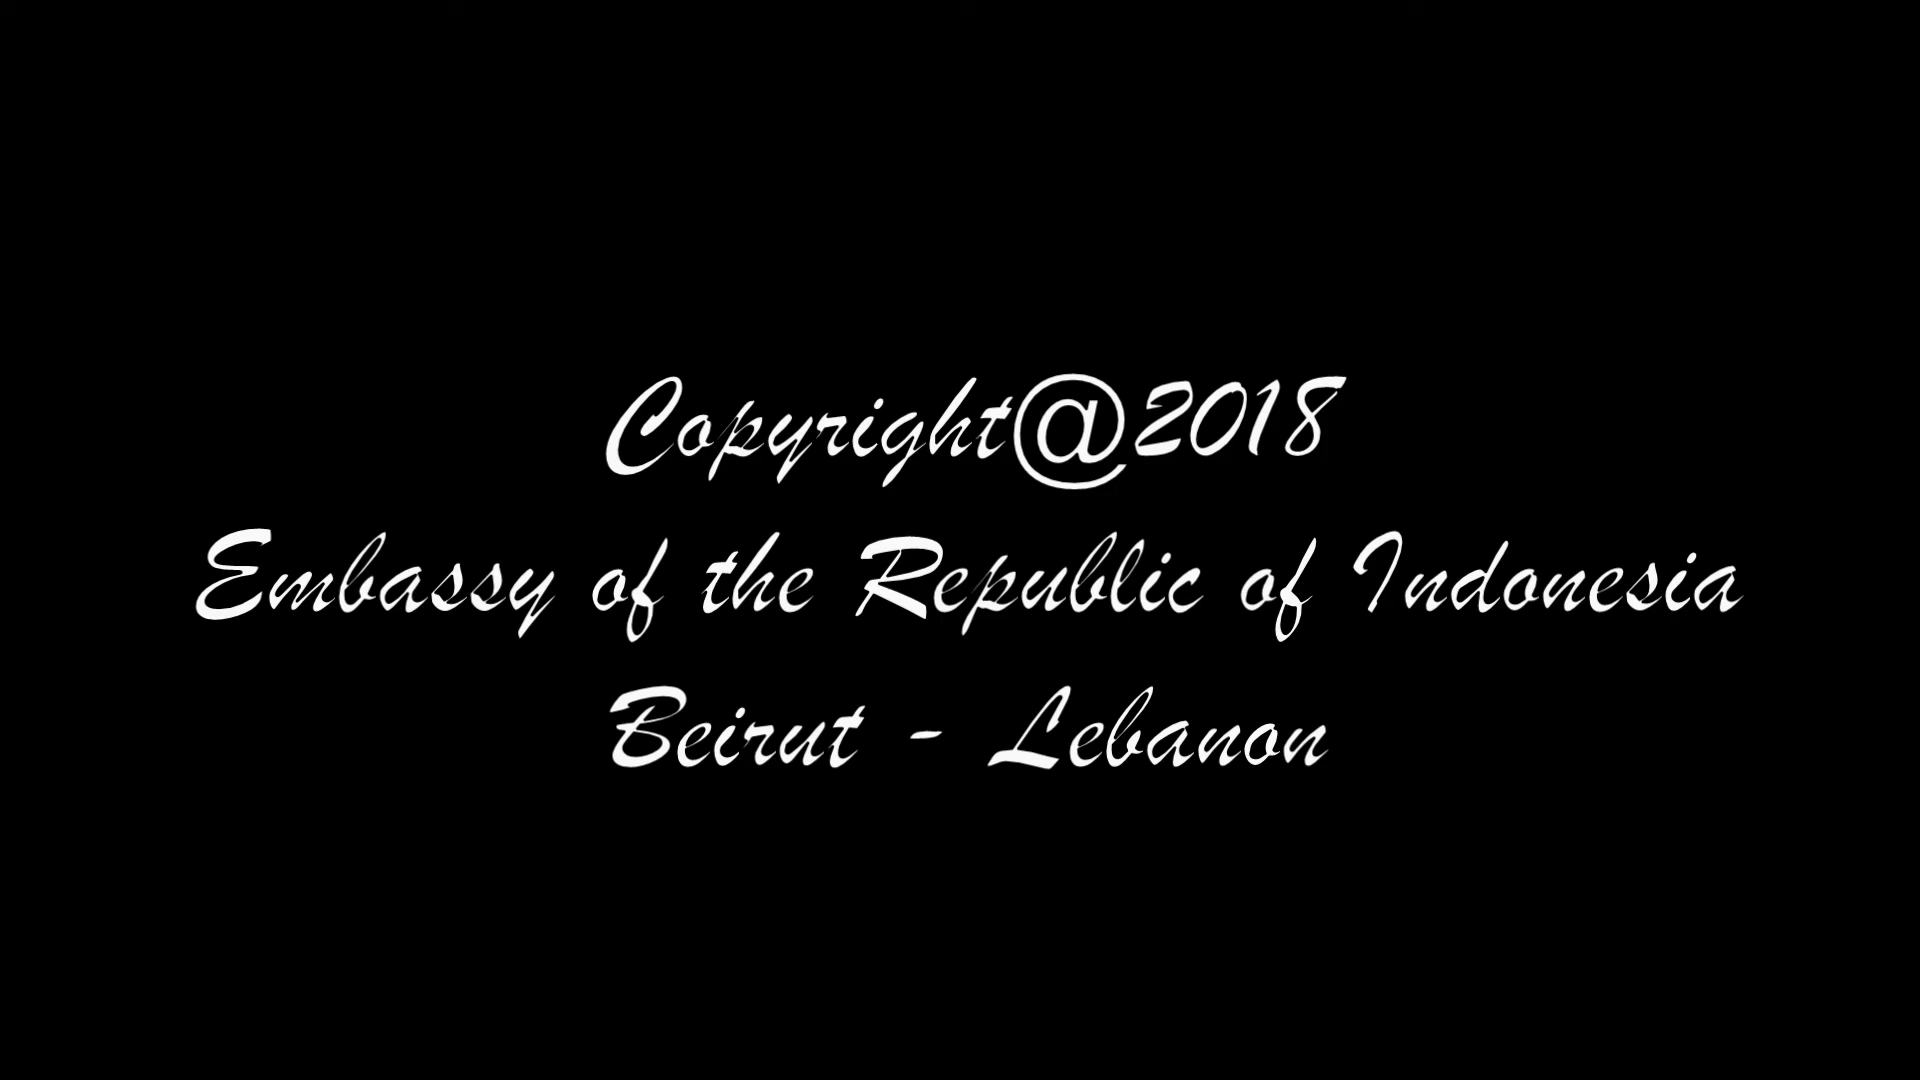 Copyright@2018
Embassy of the Republic of Indonesia
Beirut - Lebanon